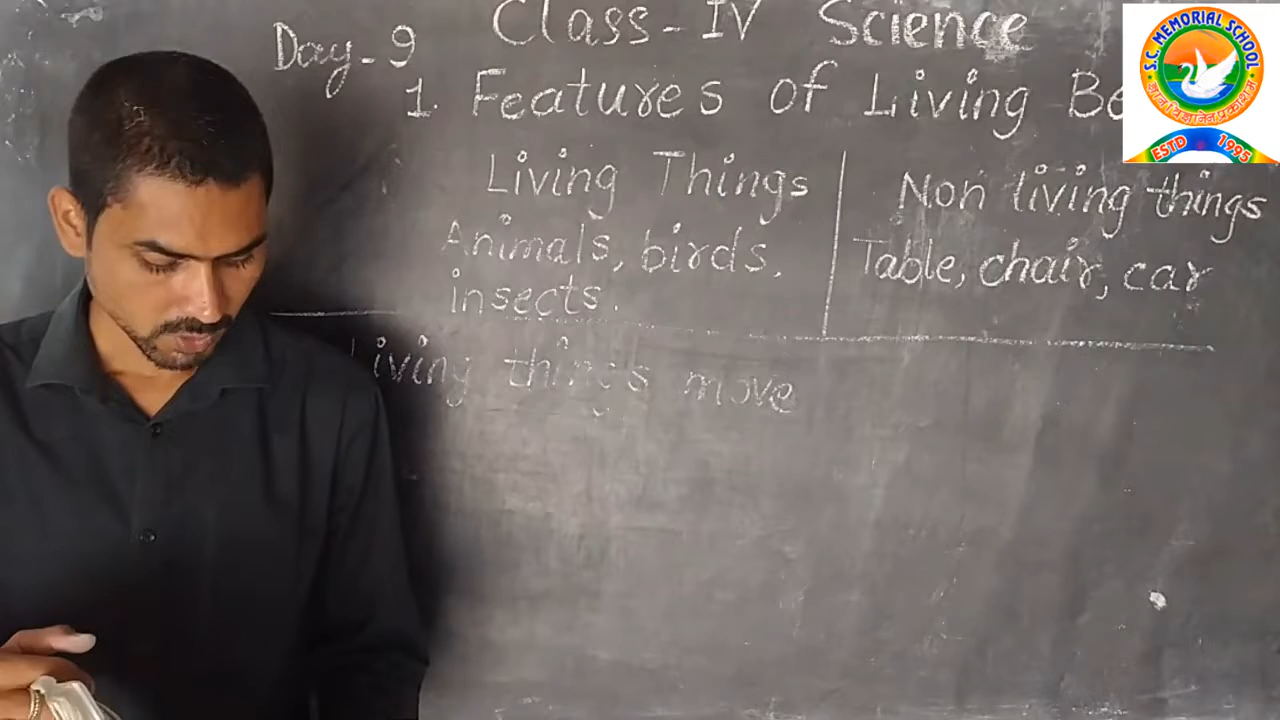 Class-IV Science
Day-9
1. Features of Living Be
Living Things
Non living things
Animals, birds,
insects.
Table, chair, car
Living things move
S.C. MEMORIAL SCHOOL
ESTD 1995